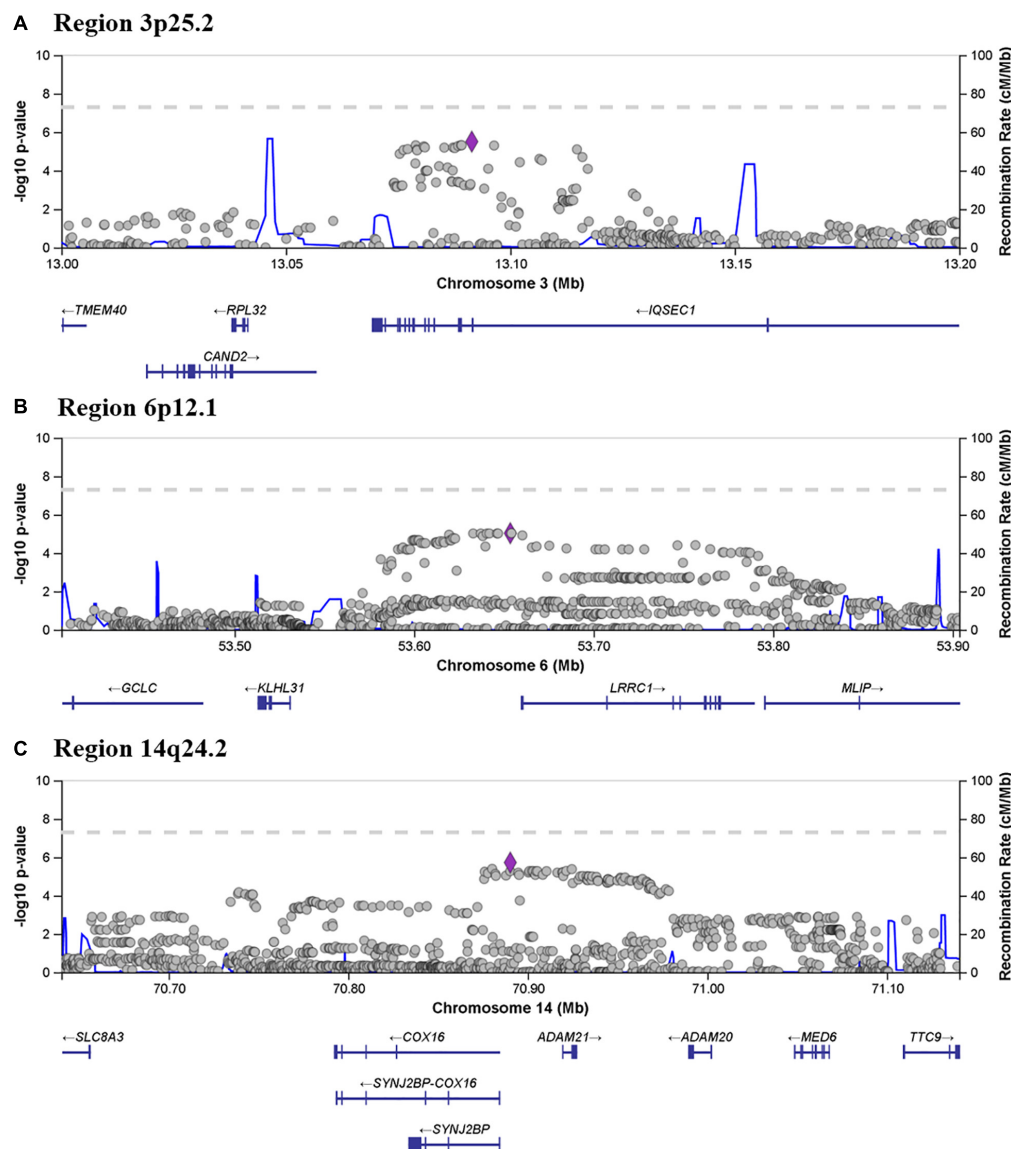 A Region 3p25.2
10 100
8 80
6 60
4 40
2 20
0 0
-log10 p-value
Recombination Rate (cM/Mb)
13.00 13.05 13.10 13.15 13.20
Chromosome 3 (Mb)
←TMEM40 ←RPL32 ←IQSEC1
CAND2→
B Region 6p12.1
10 100
8 80
6 60
4 40
2 20
0 0
-log10 p-value
Recombination Rate (cM/Mb)
53.50 53.60 53.70 53.80 53.90
Chromosome 6 (Mb)
←GCLC ←KLHL31 LRRC1→ MLIP→
C Region 14q24.2
10 100
8 80
6 60
4 40
2 20
0 0
-log10 p-value
Recombination Rate (cM/Mb)
70.70 70.80 70.90 71.00 71.10
Chromosome 14 (Mb)
←SLC8A3 ←COX16 ADAM21→ ←ADAM20 ←MED6 TTC9→
←SYNJ2BP-COX16
←SYNJ2BP